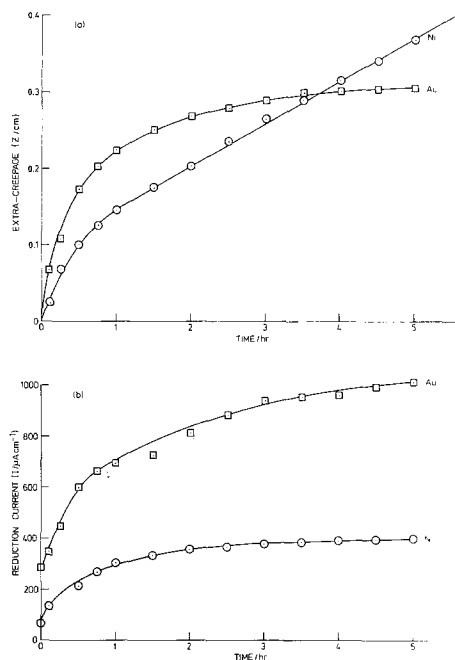 (a)
Ni
Au
0.4
0.3
0.2
0.1
0
EXTRA-CREEPAGE (Z/cm)
0 1 2 3 4 5
TIME/hr
(b)
Au
N
1000
800
600
400
200
0
REDUCTION CURRENT (I/μAcm⁻¹)
0 1 2 3 4 5
TIME/hr